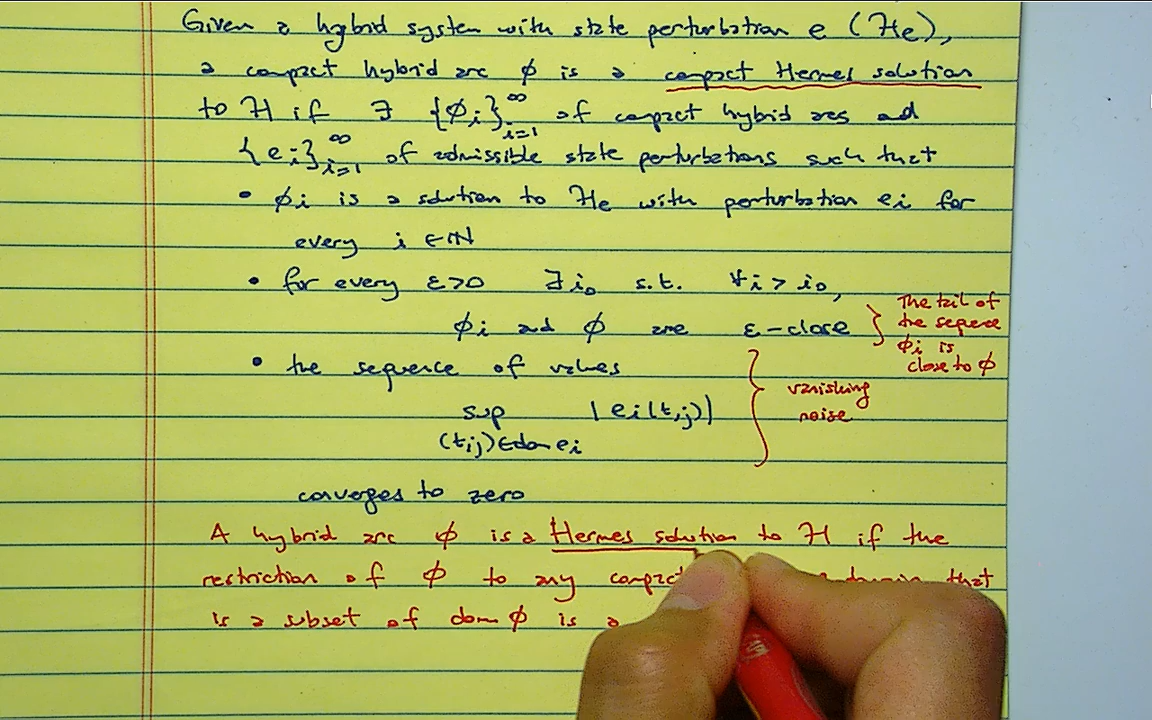 Given a hybrid system with state perturbation e (ℋe),
a compact hybrid arc ϕ is a compact Hermes solution
to ℋ if ∃ {ϕi}∞i=1 of compact hybrid arcs and
{ei}∞i=1 of admissible state perturbations such that
• ϕi is a solution to ℋe with perturbation ei for
every i ∈ ℕ
• for every ε>0 ∃ i0 s.t. ∀i > i0,
ϕi and ϕ are ε-close
The tail of
the sequence
ϕi is
close to ϕ
• the sequence of values
sup |ei(t,j)|
(t,j)∈dom ei
vanishing
noise
converges to zero
A hybrid arc ϕ is a Hermes solution to ℋ if the
restriction of ϕ to any compact domain that
is a subset of dom ϕ is a